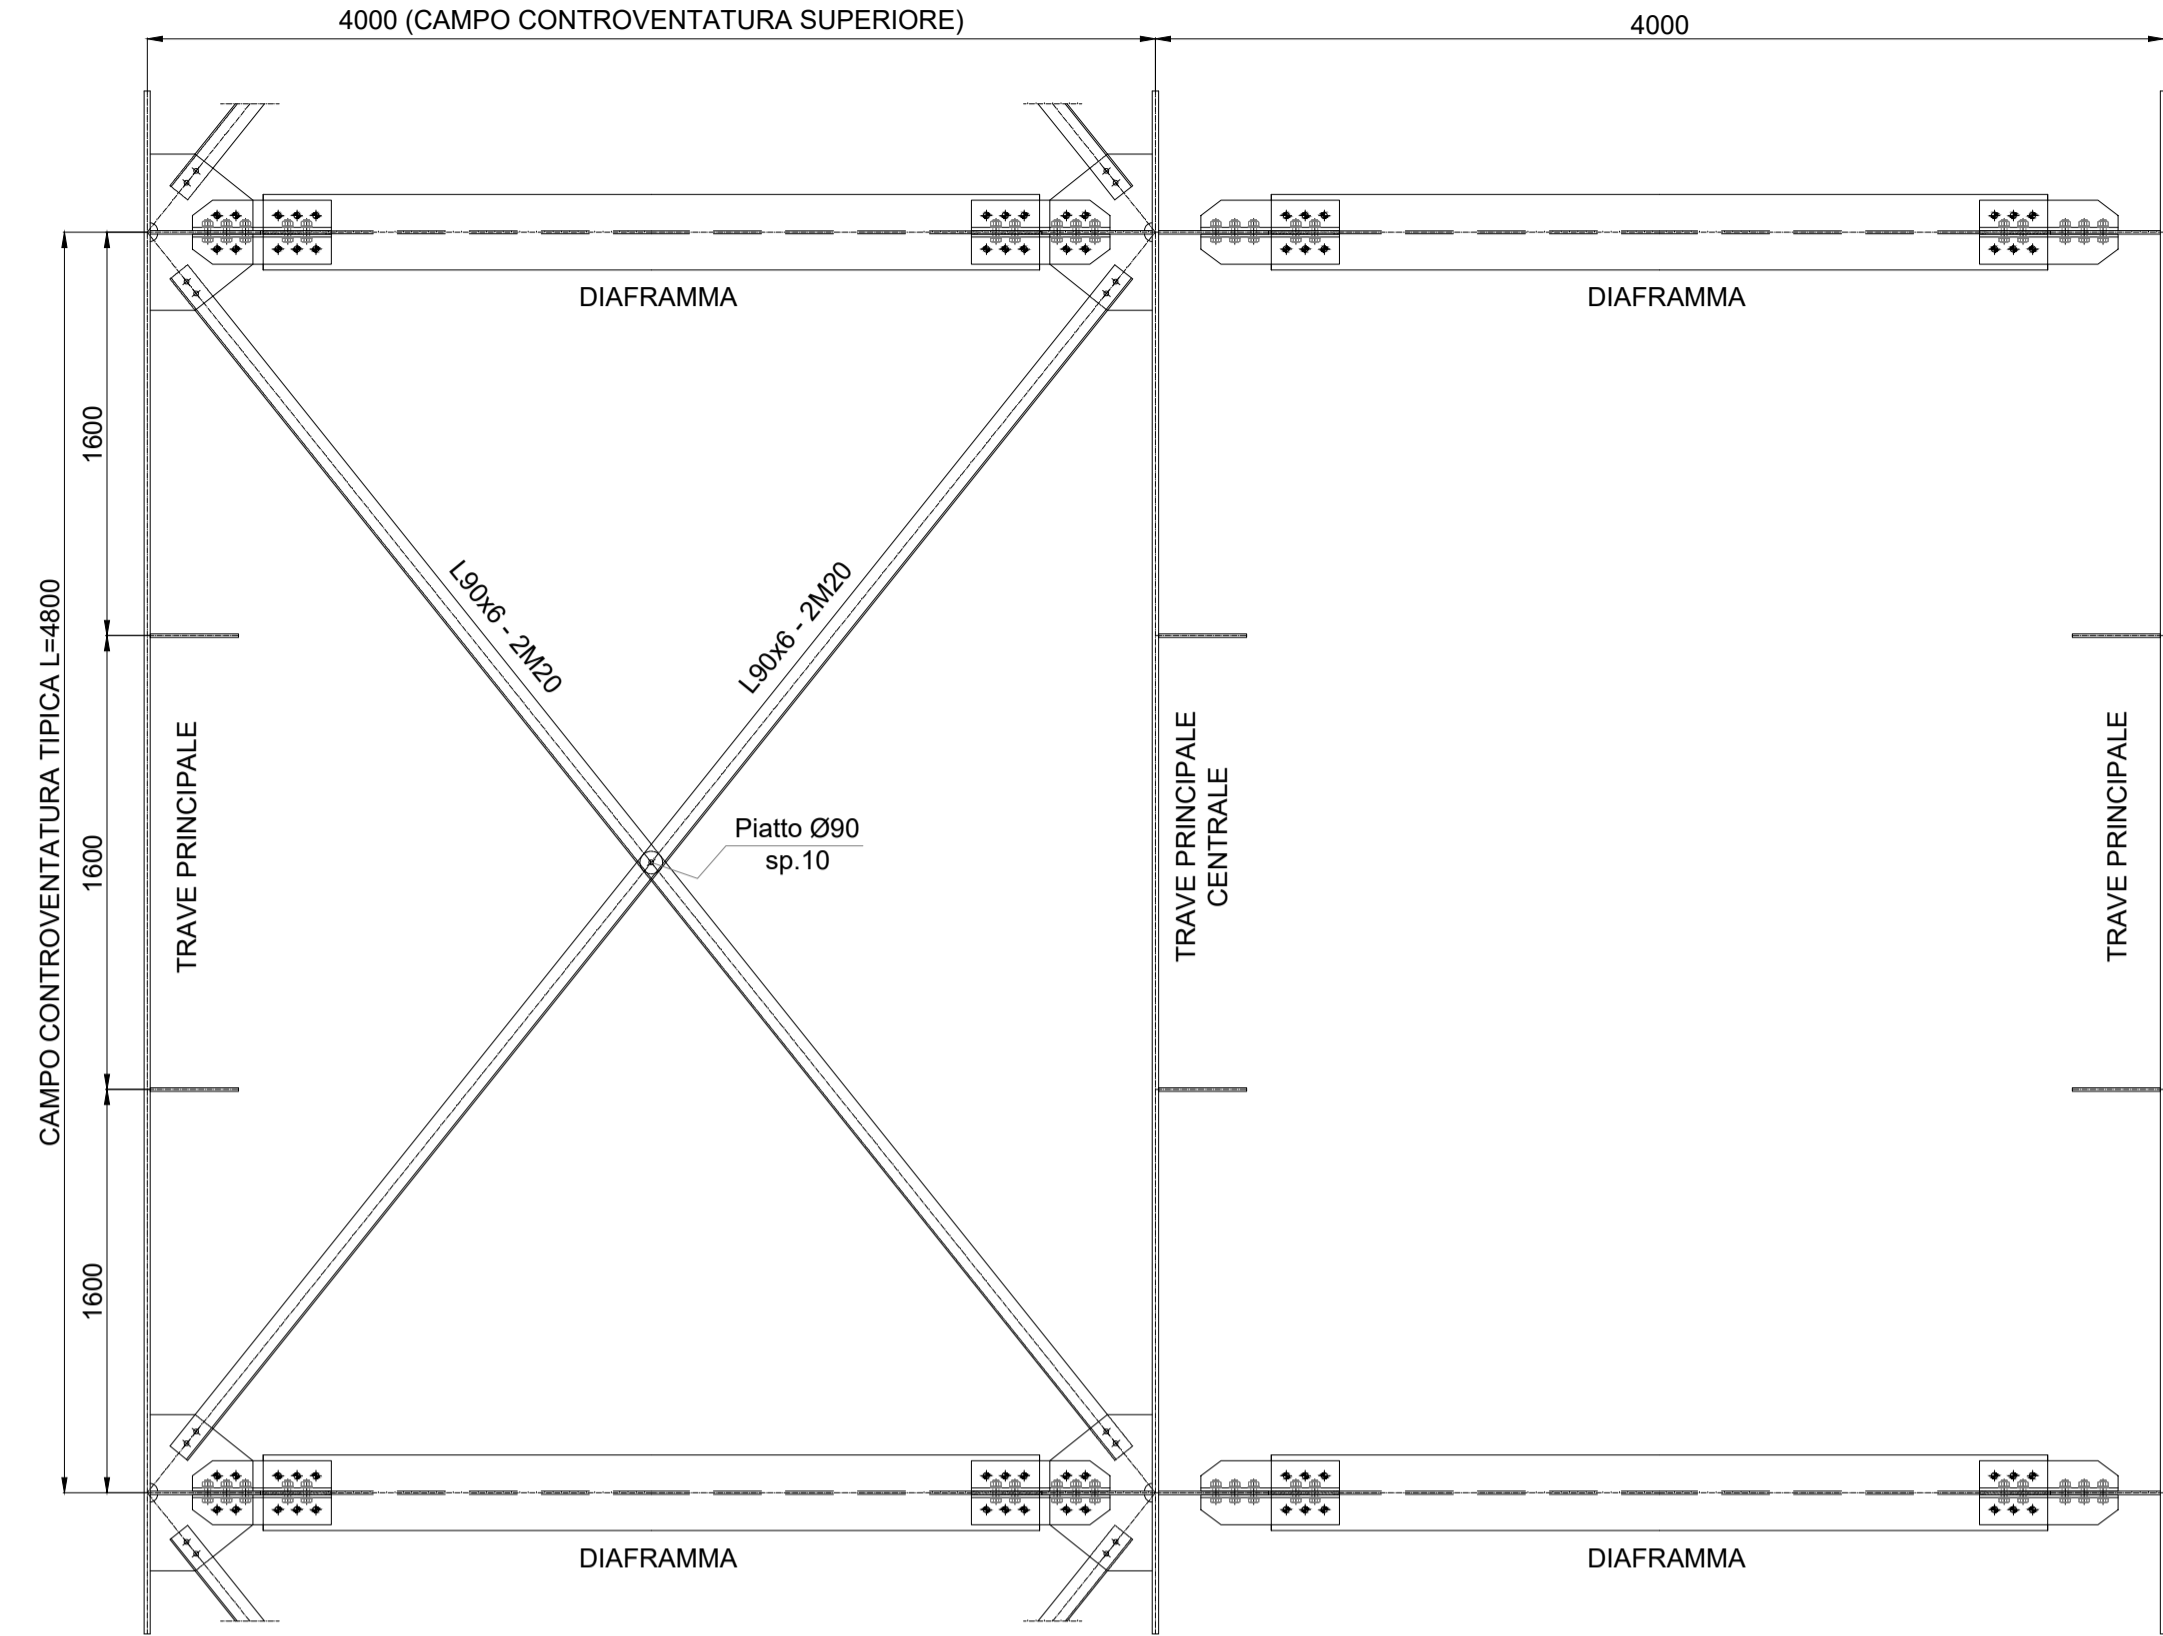 4000 (CAMPO CONTROVENTATURA SUPERIORE)
4000
DIAFRAMMA
DIAFRAMMA
1600
L90x6 - 2M20
L90x6 - 2M20
CAMPO CONTROVENTATURA TIPICA L=4800
TRAVE PRINCIPALE
1600
Piatto Ø90
sp.10
TRAVE PRINCIPALE
CENTRALE
TRAVE PRINCIPALE
1600
DIAFRAMMA
DIAFRAMMA